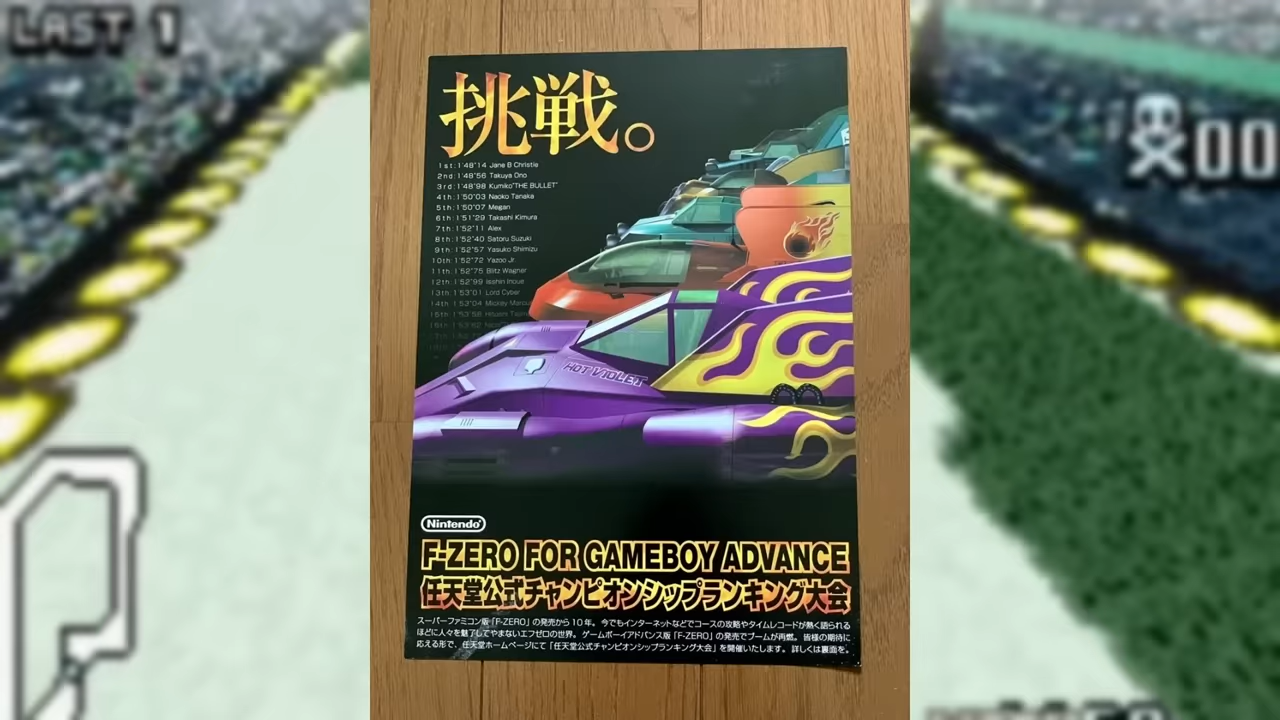 LAST 1
00
挑戦。
1st:1'48"14 Jane B Christie
2nd:1'48"56 Takuya Ono
3rd:1'48"98 Kumiko"THE BULLET"
4th:1'50"03 Naoko Tanaka
5th:1'50"07 Megan
6th:1'51"29 Takashi Kimura
7th:1'52"11 Alex
8th:1'52"40 Satoru Suzuki
9th:1'52"57 Yasuko Shimizu
10th:1'52"72 Yazoo Jr.
11th:1'52"75 Blitz Wagner
12th:1'52"99 Isshin Inoue
13th:1'53"01 Lord Cyber
14th:1'53"04 Mickey
HOT VIOLET
Nintendo
F-ZERO FOR GAMEBOY ADVANCE
任天堂公式チャンピオンシップランキング大会
スーパーファミコン版「F-ZERO」の発売から10年。今でもインターネットなどでコースの攻略やタイムレコードが熱く語られる
ほどに人々を魅了してやまないエフゼロの世界。ゲームボーイアドバンス版「F-ZERO」の発売でブームが再燃。皆様の期待に
応える形で、任天堂ホームページにて「任天堂公式チャンピオンシップランキング大会」を開催いたします。詳しくは裏面を。